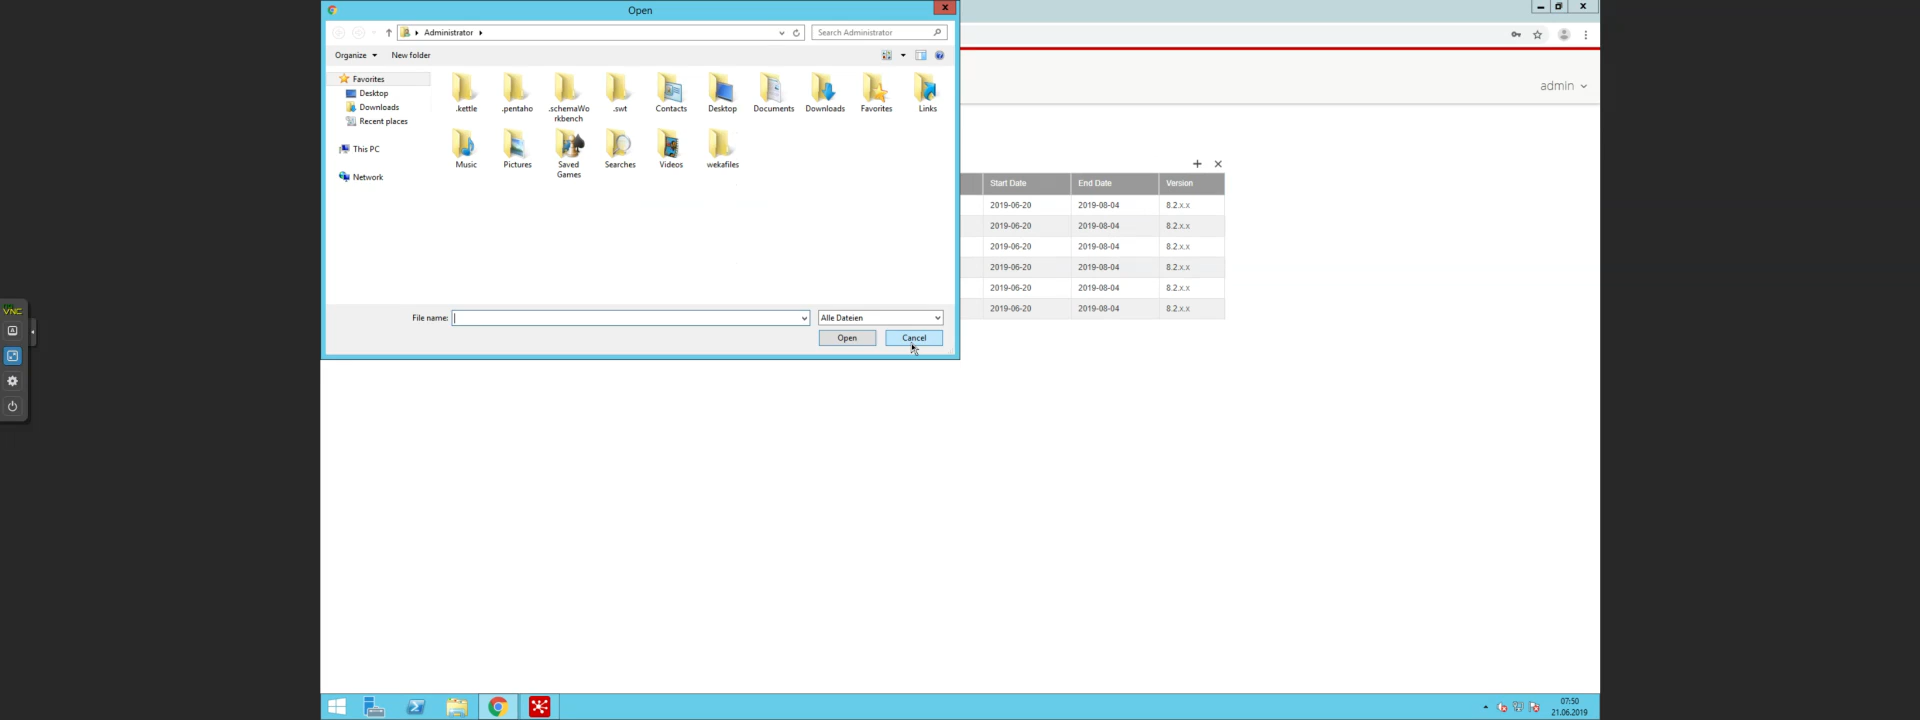 Open
Administrator
Search Administrator
Organize
New folder
Favorites
Desktop
Downloads
Recent places
This PC
Network
.kettle
.pentaho
.schemaWo
rkbench
.swt
Contacts
Desktop
Documents
Downloads
Favorites
Links
Music
Pictures
Saved
Games
Searches
Videos
wekafiles
File name:
Alle Dateien
Open
Cancel
admin
Start Date End Date Version
2019-06-20 2019-08-04 8.2.x.x
2019-06-20 2019-08-04 8.2.x.x
2019-06-20 2019-08-04 8.2.x.x
2019-06-20 2019-08-04 8.2.x.x
2019-06-20 2019-08-04 8.2.x.x
2019-06-20 2019-08-04 8.2.x.x
VNC
A
07:50
21.06.2019